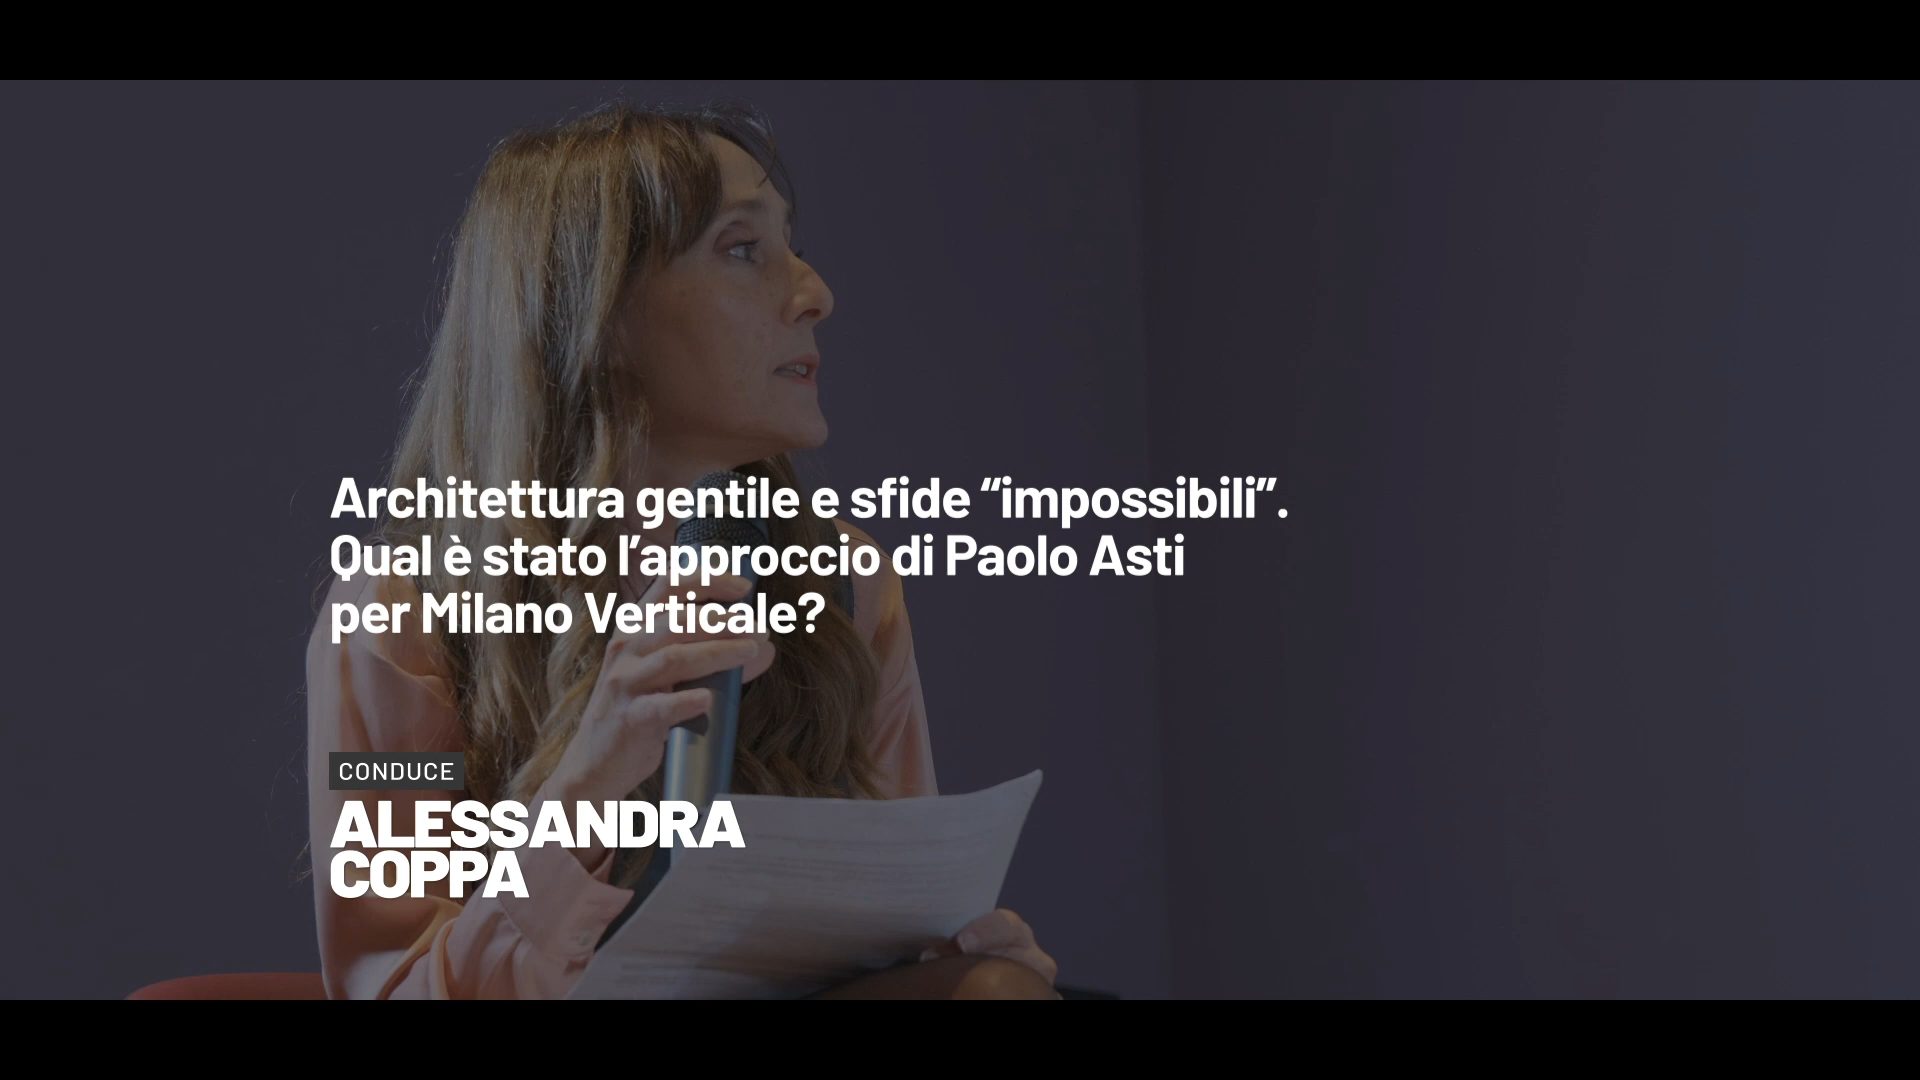 Architettura gentile e sfide “impossibili”.
Qual è stato l’approccio di Paolo Asti
per Milano Verticale?
CONDUCE
ALESSANDRA
COPPA